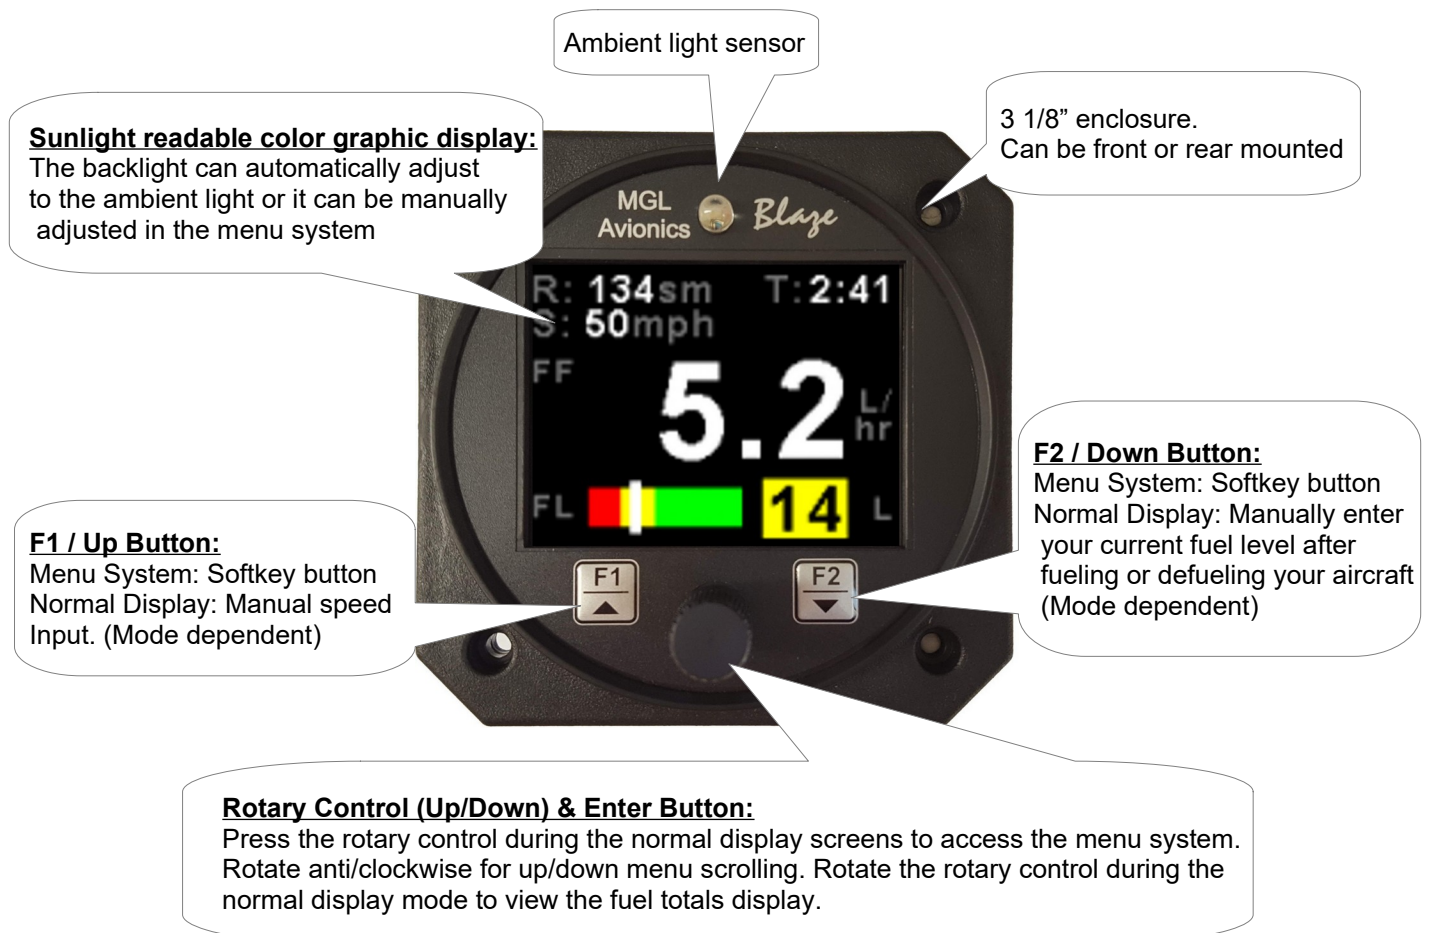 Ambient light sensor
3 1/8” enclosure.
Can be front or rear mounted
Sunlight readable color graphic display:
The backlight can automatically adjust
to the ambient light or it can be manually
adjusted in the menu system
MGL
Avionics
Blaze
R: 134sm T:2:41
S: 50mph
FF 5.2 L/
hr
FL 14 L
F1
F2
F1 / Up Button:
Menu System: Softkey button
Normal Display: Manual speed
Input. (Mode dependent)
F2 / Down Button:
Menu System: Softkey button
Normal Display: Manually enter
your current fuel level after
fueling or defueling your aircraft
(Mode dependent)
Rotary Control (Up/Down) & Enter Button:
Press the rotary control during the normal display screens to access the menu system.
Rotate anti/clockwise for up/down menu scrolling. Rotate the rotary control during the
normal display mode to view the fuel totals display.